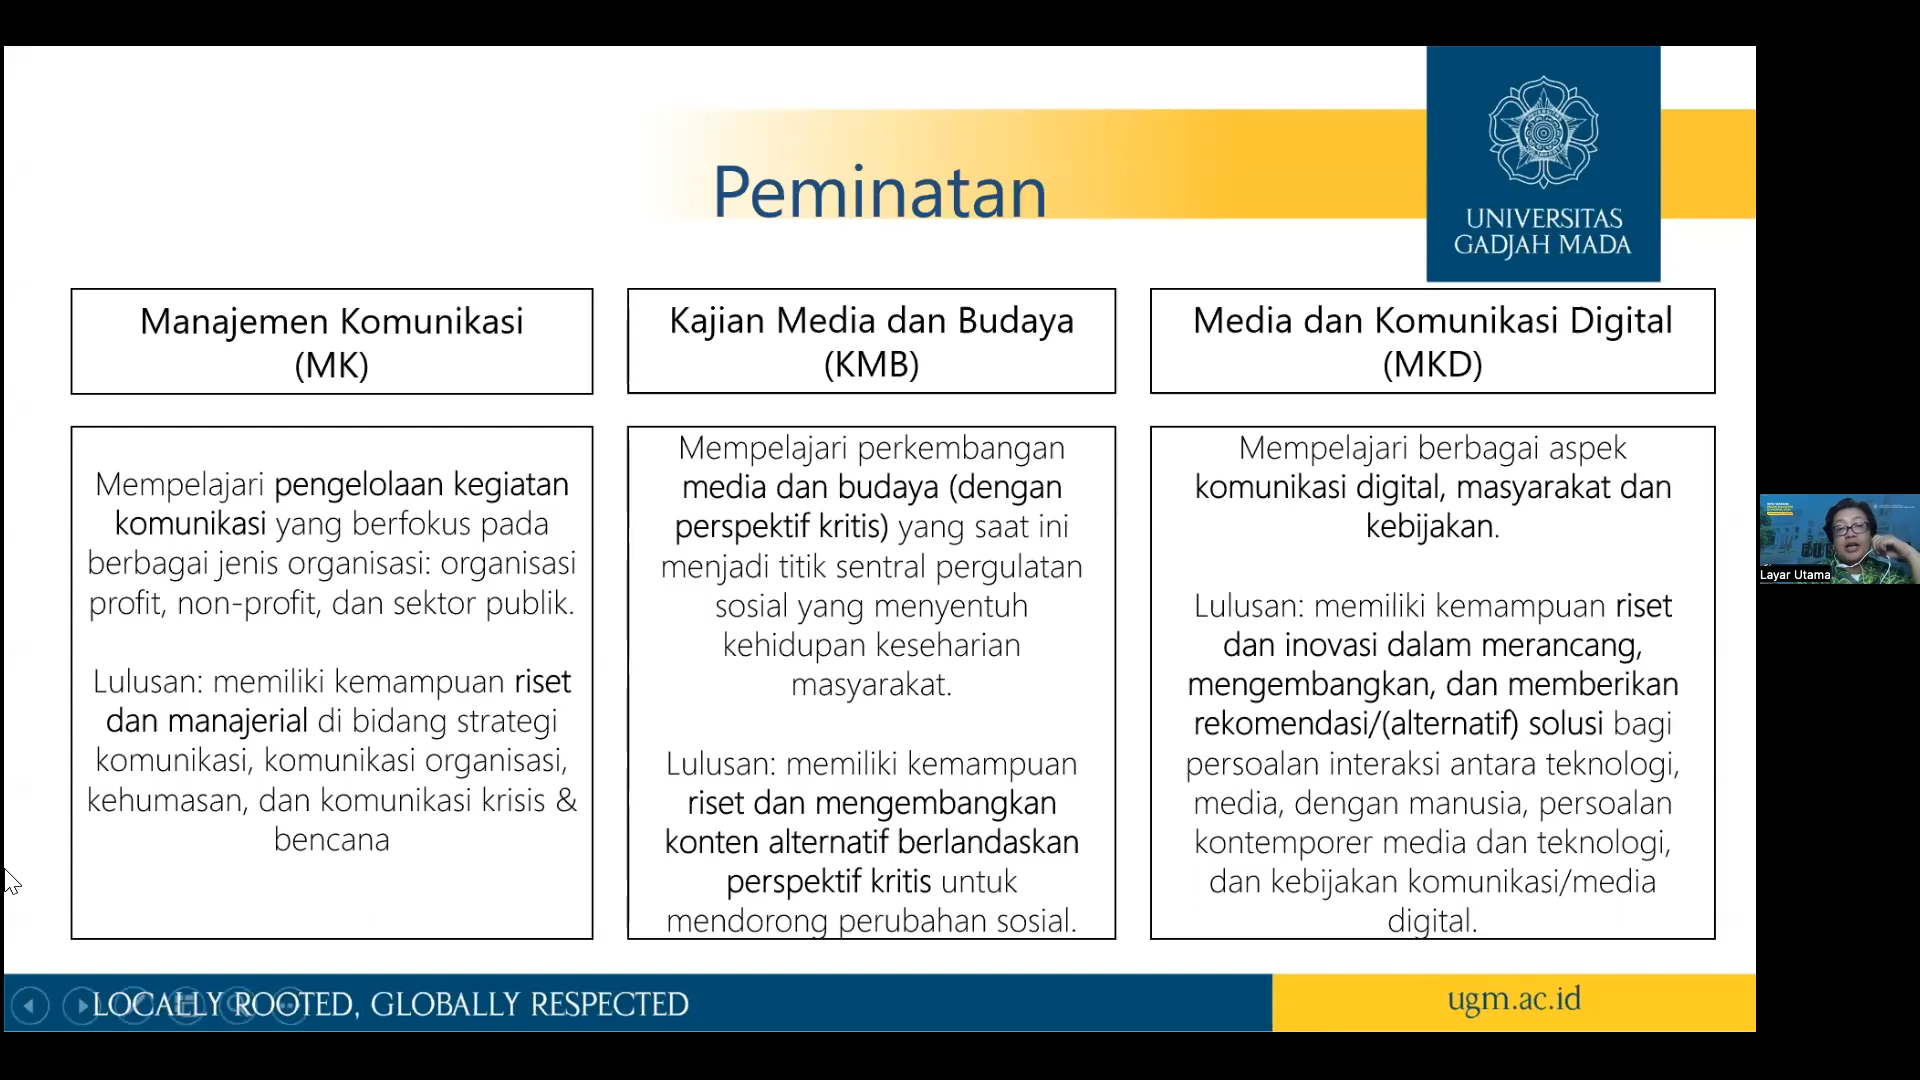 UNIVERSITAS
GADJAH MADA
Peminatan
Manajemen Komunikasi
(MK)
Mempelajari pengelolaan kegiatan
komunikasi yang berfokus pada
berbagai jenis organisasi: organisasi
profit, non-profit, dan sektor publik.
Lulusan: memiliki kemampuan riset
dan manajerial di bidang strategi
komunikasi, komunikasi organisasi,
kehumasan, dan komunikasi krisis &
bencana
Kajian Media dan Budaya
(KMB)
Mempelajari perkembangan
media dan budaya (dengan
perspektif kritis) yang saat ini
menjadi titik sentral pergulatan
sosial yang menyentuh
kehidupan keseharian
masyarakat.
Lulusan: memiliki kemampuan
riset dan mengembangkan
konten alternatif berlandaskan
perspektif kritis untuk
mendorong perubahan sosial.
Media dan Komunikasi Digital
(MKD)
Mempelajari berbagai aspek
komunikasi digital, masyarakat dan
kebijakan.
Lulusan: memiliki kemampuan riset
dan inovasi dalam merancang,
mengembangkan, dan memberikan
rekomendasi/(alternatif) solusi bagi
persoalan interaksi antara teknologi,
media, dengan manusia, persoalan
kontemporer media dan teknologi,
dan kebijakan komunikasi/media
digital.
Layar Utama
LOCALLY ROOTED, GLOBALLY RESPECTED
ugm.ac.id